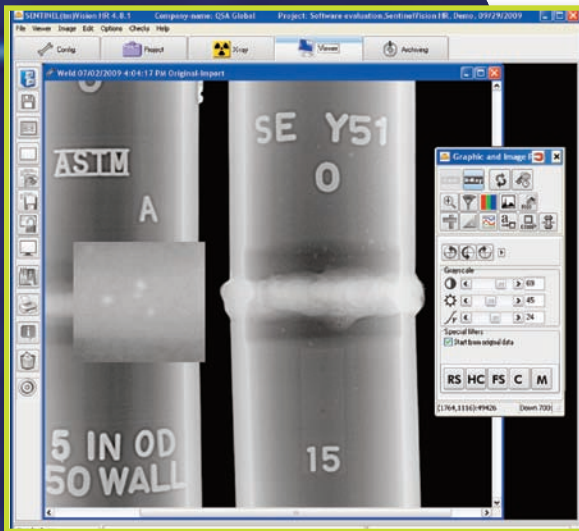 SENTINEL(tm)Vision HR 4.8.1 Company-name: QSA Global Project: Software-evaluation.SentinelVision HR, Demo, 09/29/2009
File Viewer Image Edit Options Checks Help
Config Project X-ray Viewer Archiving
Weld 07/02/2009-4:04:17 PM Original-Import
SE Y51
0
ASTM
A
5 IN OD
50 WALL
15
Graphic and Image
Grayscale
69
45
24
Special filters
Start from original data
RS HC FS C M
(1764,1116):49426 Down 700